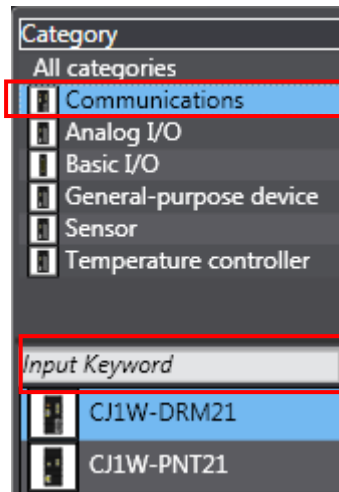 Category
All categories
Communications
Analog I/O
Basic I/O
General-purpose device
Sensor
Temperature controller
Input Keyword
CJ1W-DRM21
CJ1W-PNT21